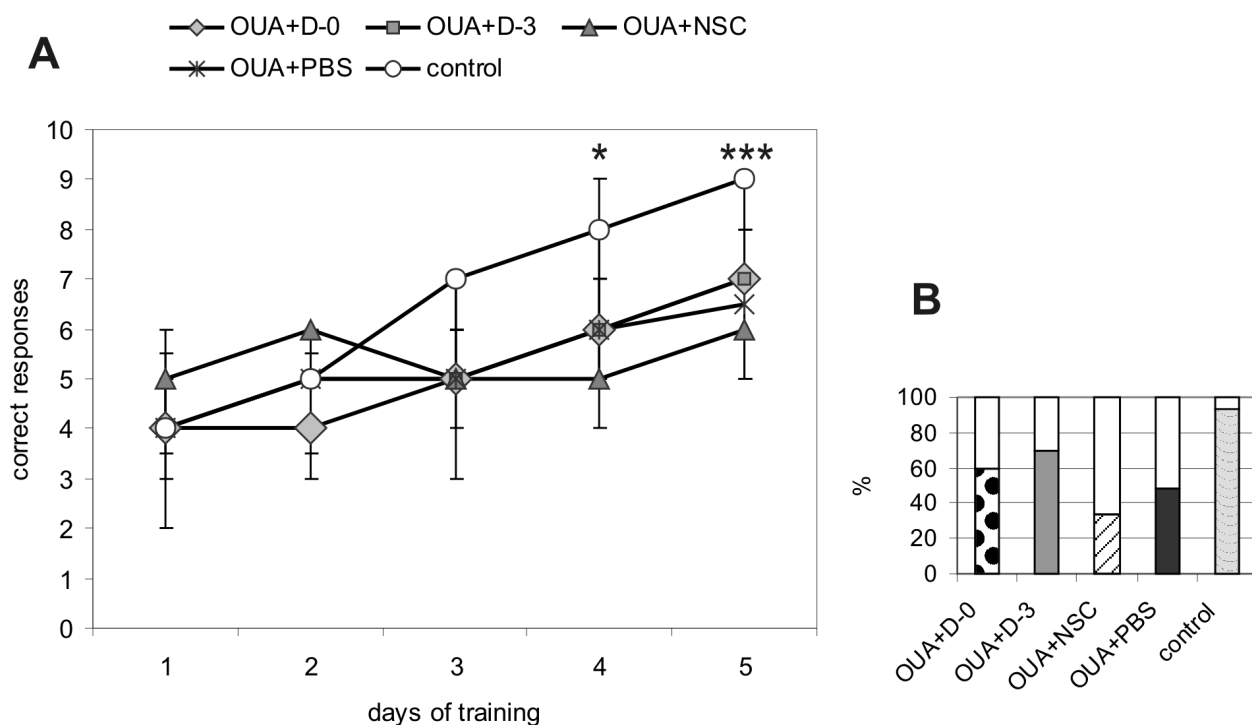 OUA+D-0 OUA+D-3 OUA+NSC
OUA+PBS control
A
10
9
8
7
6
5
4
3
2
1
0
correct responses
* ***
1 2 3 4 5
days of training
B
100
80
60
40
20
0
%
OUA+D-0
OUA+D-3
OUA+NSC
OUA+PBS
control